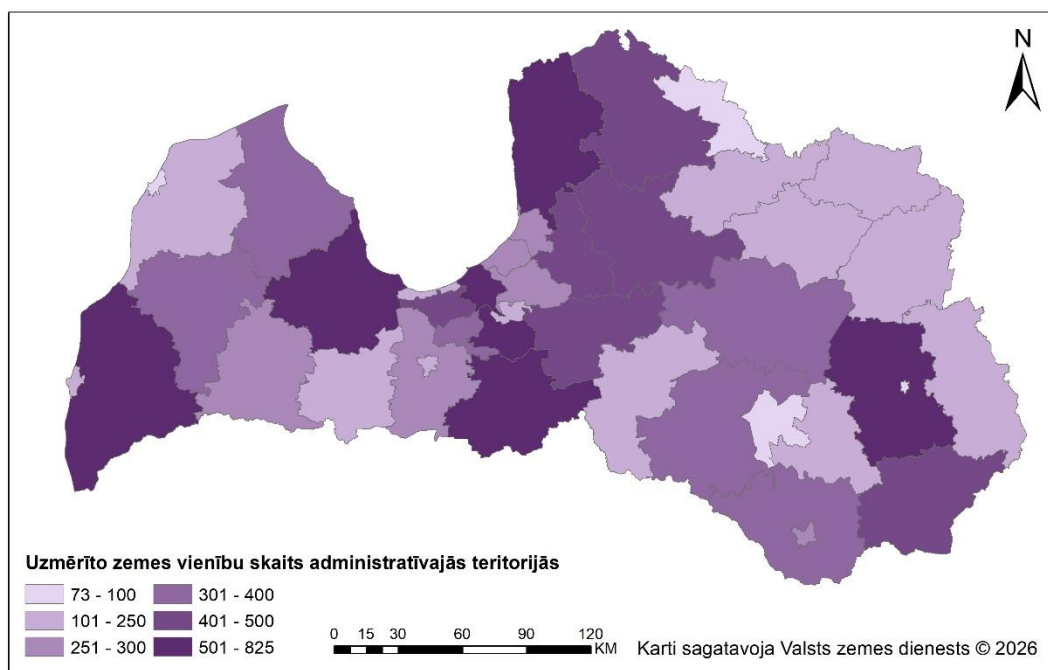 N
Uzmērīto zemes vienību skaits administratīvajās teritorijās
73 - 100
301 - 400
101 - 250
401 - 500
251 - 300
501 - 825
0 15 30 60 90 120
KM
Karti sagatavoja Valsts zemes dienests © 2026